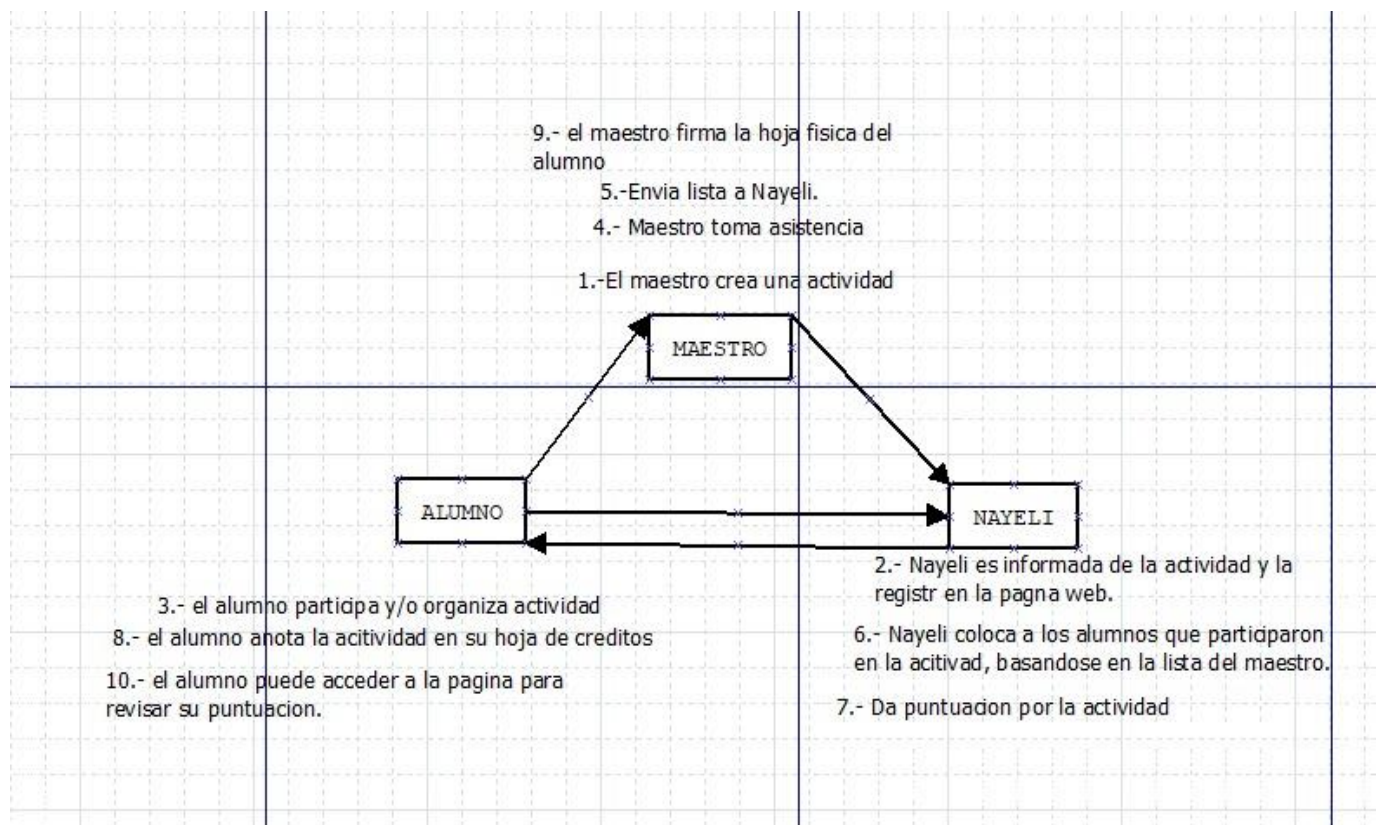 9.- el maestro firma la hoja fisica del
alumno
5.-Envia lista a Nayeli.
4.- Maestro toma asistencia
1.-El maestro crea una actividad
MAESTRO
ALUMNO
NAYELI
2.- Nayeli es informada de la actividad y la
registr en la pagna web.
3.- el alumno participa y/o organiza actividad
8.- el alumno anota la acitividad en su hoja de creditos
10.- el alumno puede acceder a la pagina para
revisar su puntuacion.
6.- Nayeli coloca a los alumnos que participaron
en la acitivad, basandose en la lista del maestro.
7.- Da puntuacion por la actividad